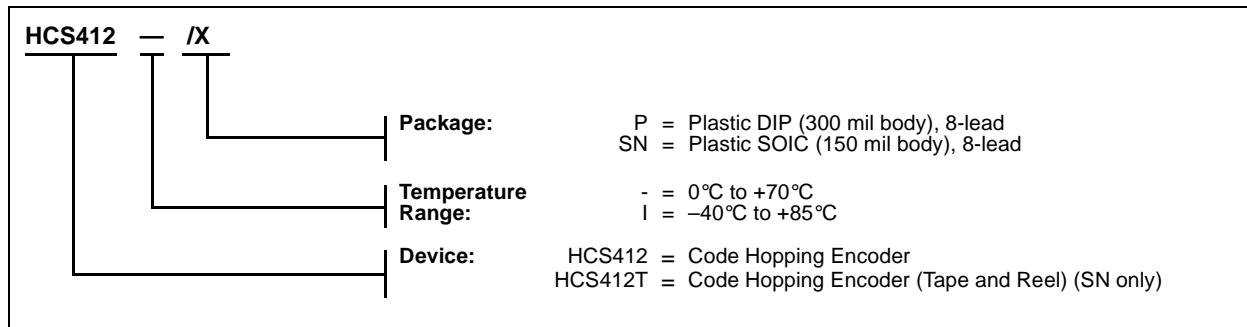 HCS412 — /X
Package: P = Plastic DIP (300 mil body), 8-lead
SN = Plastic SOIC (150 mil body), 8-lead
Temperature - = 0°C to +70°C
Range: I = –40°C to +85°C
Device: HCS412 = Code Hopping Encoder
HCS412T = Code Hopping Encoder (Tape and Reel) (SN only)